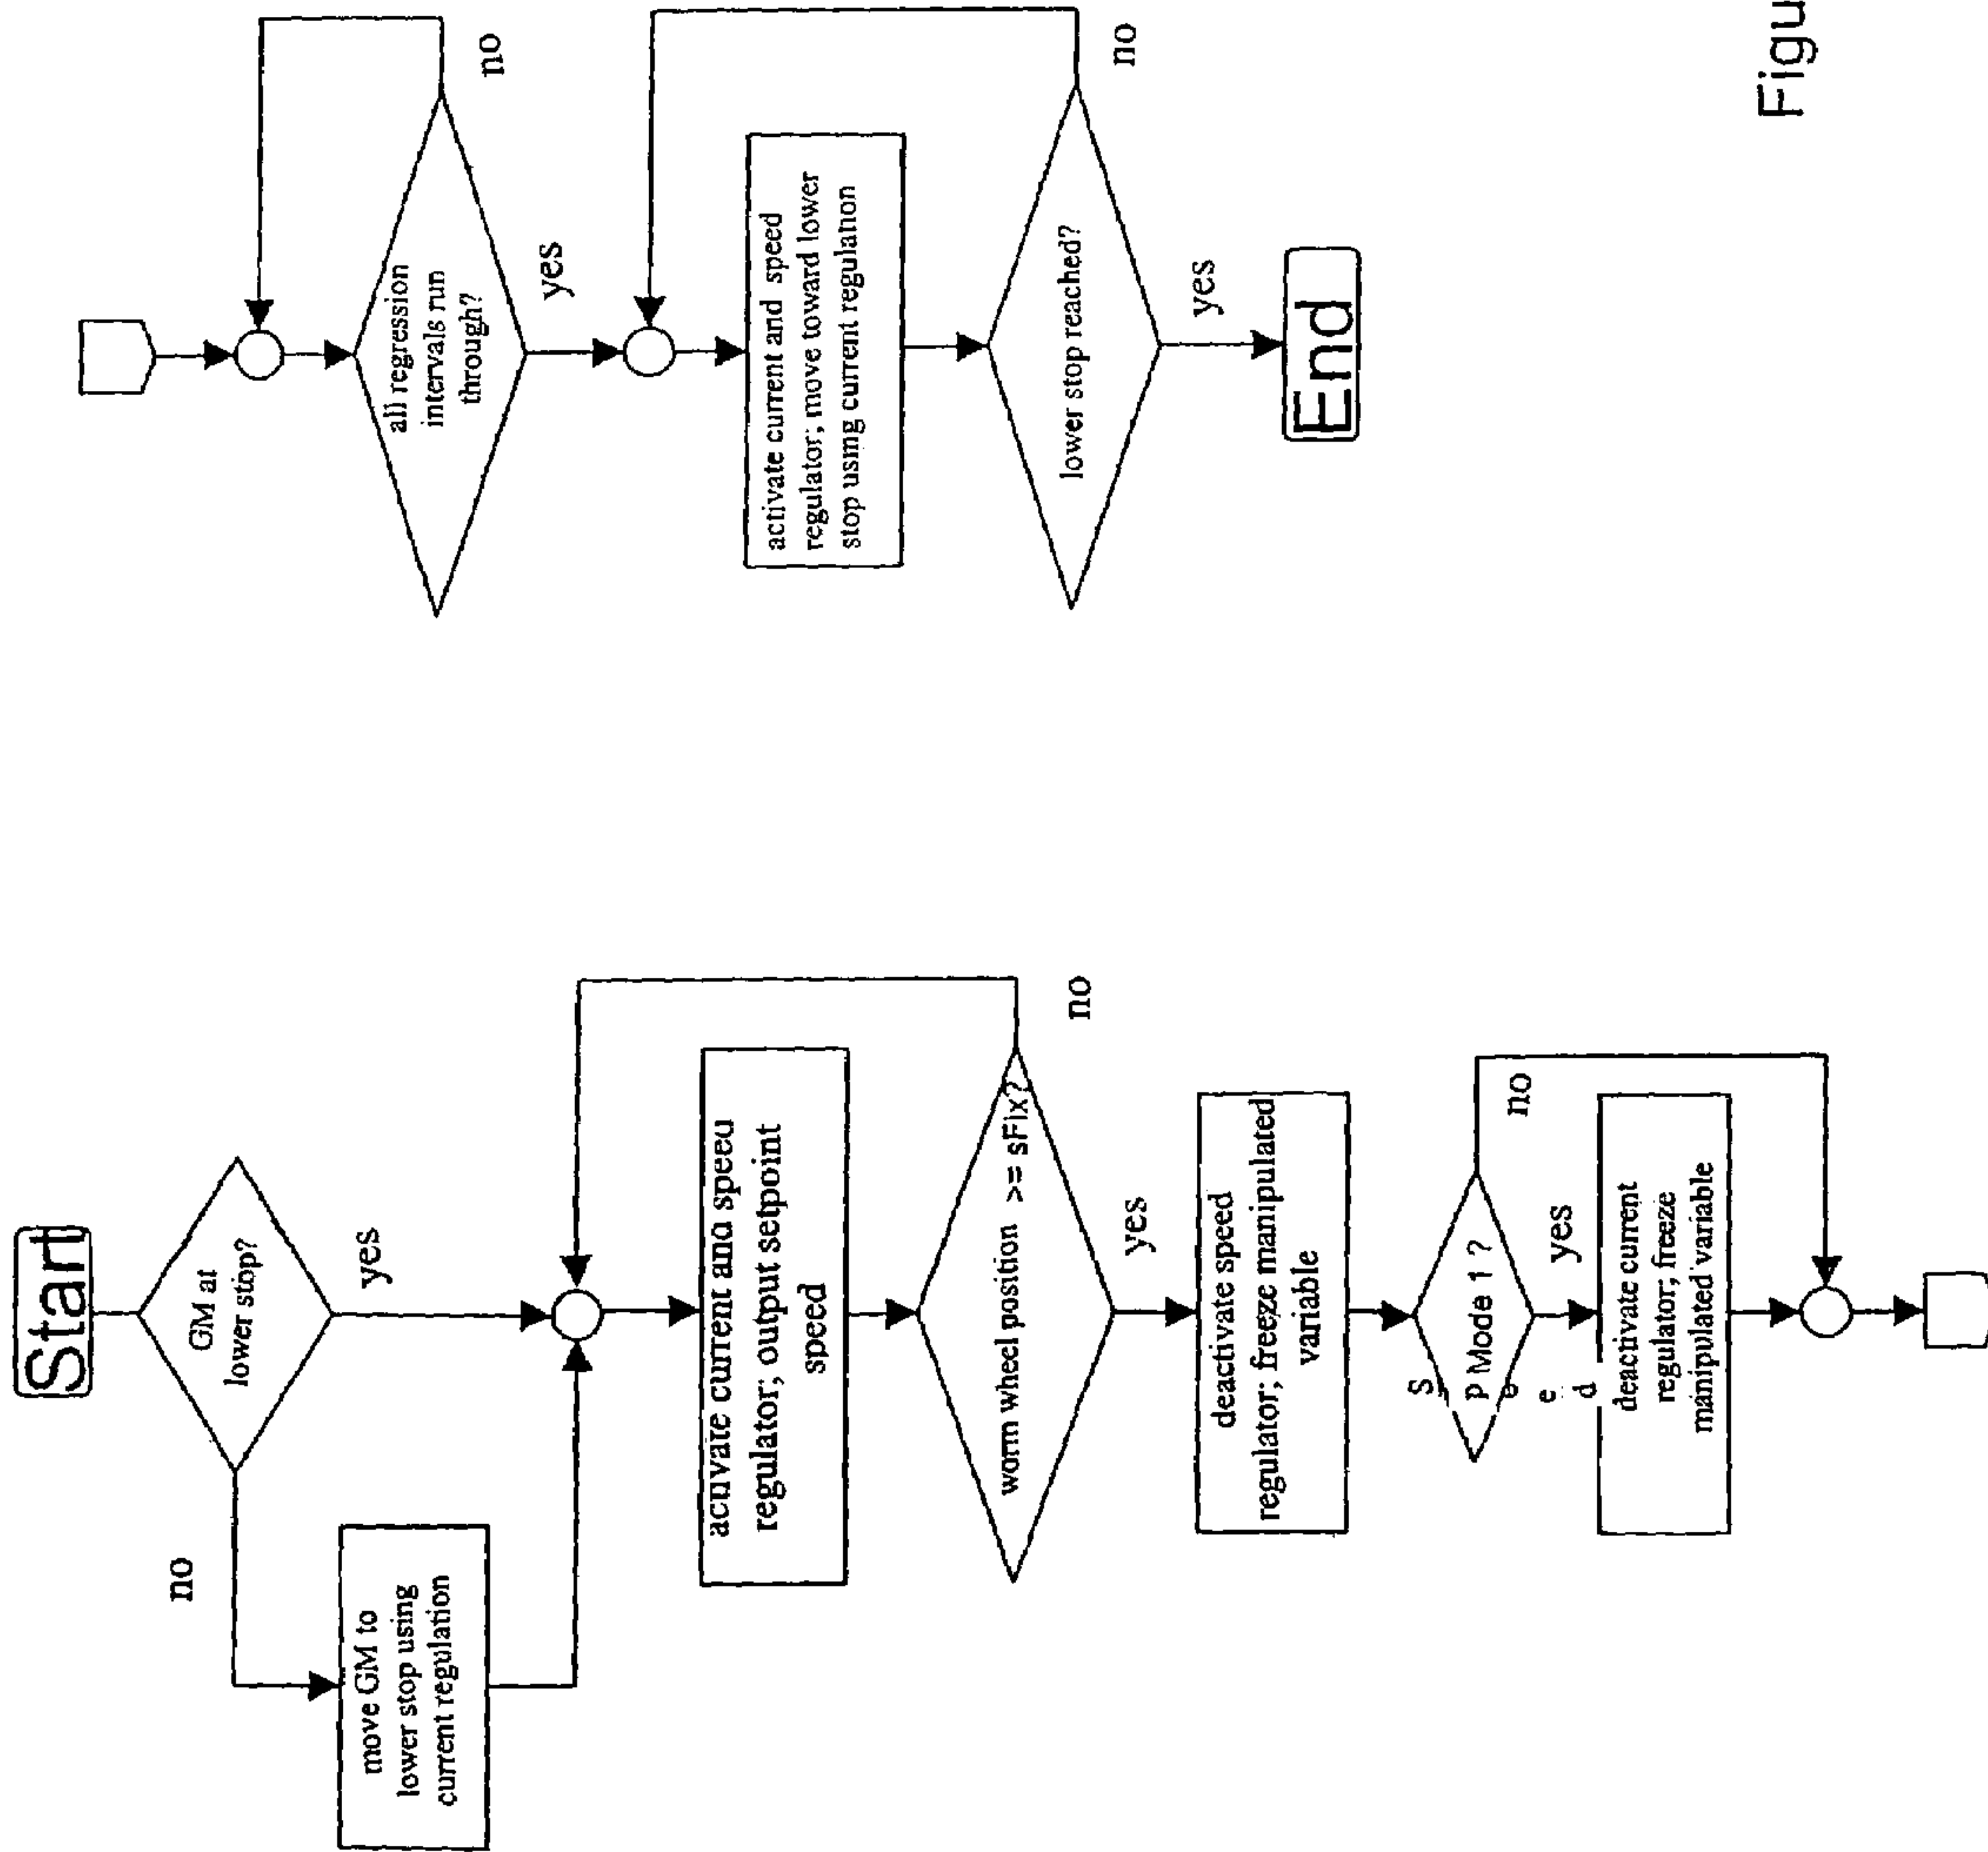 Start
GM at
lower stop?
no
yes
move GM to
lower stop using
current regulation
activate current and speed
regulator; output setpoint
speed
worm wheel position >= sFix?
no
yes
deactivate speed
regulator; freeze manipulated
variable
S
p Mode 1 ?
e
e
d
no
yes
deactivate current
regulator; freeze
manipulated variable
all regression
intervals run
through?
no
yes
activate current and speed
regulator; move toward lower
stop using current regulation
lower stop reached?
no
yes
End
Figu